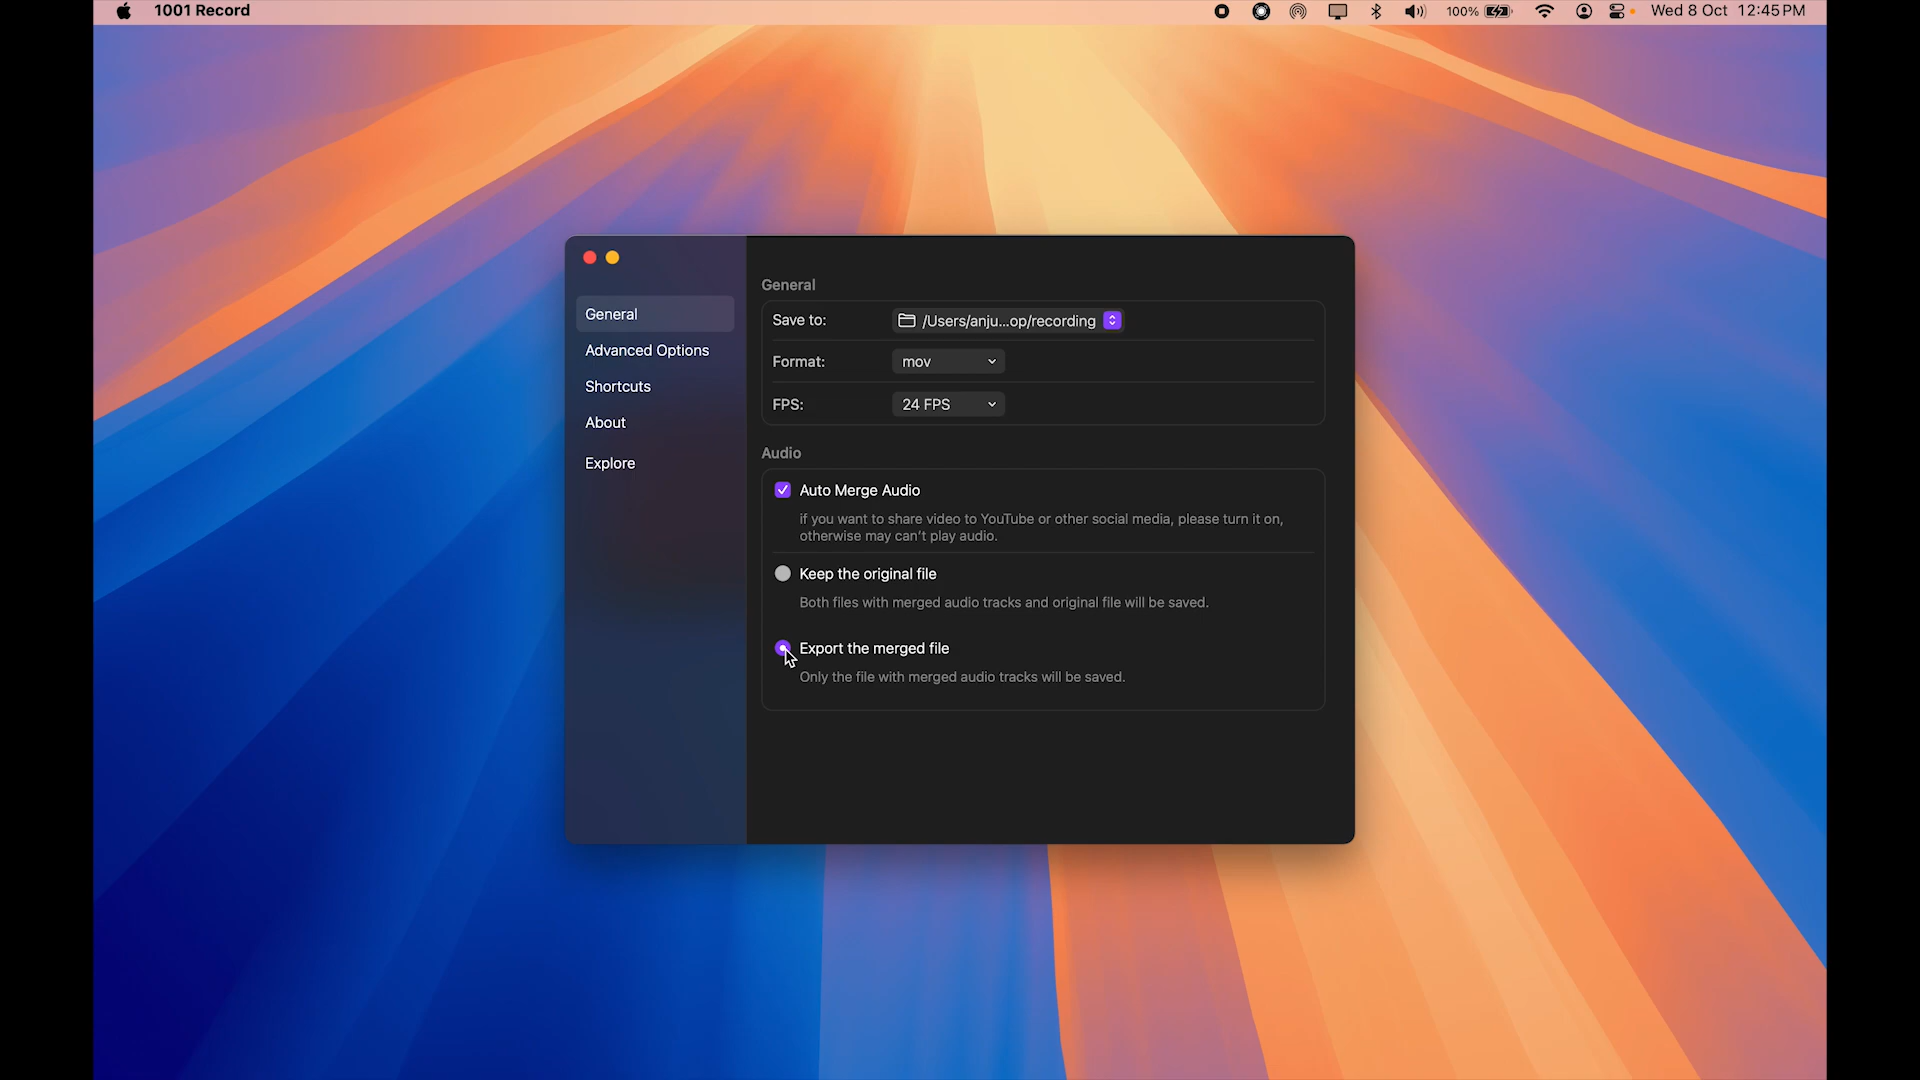 1001 Record
100%
Wed 8 Oct 12:45 PM
General
Advanced Options
Shortcuts
About
Explore
General
Save to: /Users/anju...op/recording
Format: mov
FPS: 24 FPS
Audio
Auto Merge Audio
if you want to share video to YouTube or other social media, please turn it on,
otherwise may can't play audio.
Keep the original file
Both files with merged audio tracks and original file will be saved.
Export the merged file
Only the file with merged audio tracks will be saved.